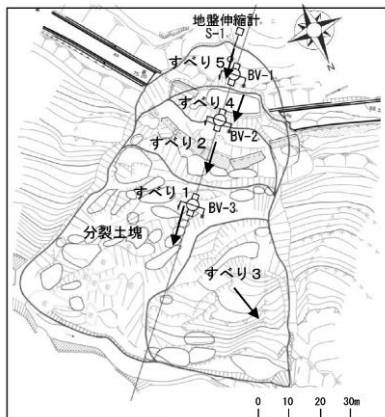 地盤伸縮計
S-1
N
すべり5
BV-1
すべり4
BV-2
すべり2
すべり1
BV-3
分裂土塊
すべり3
0 10 20 30m